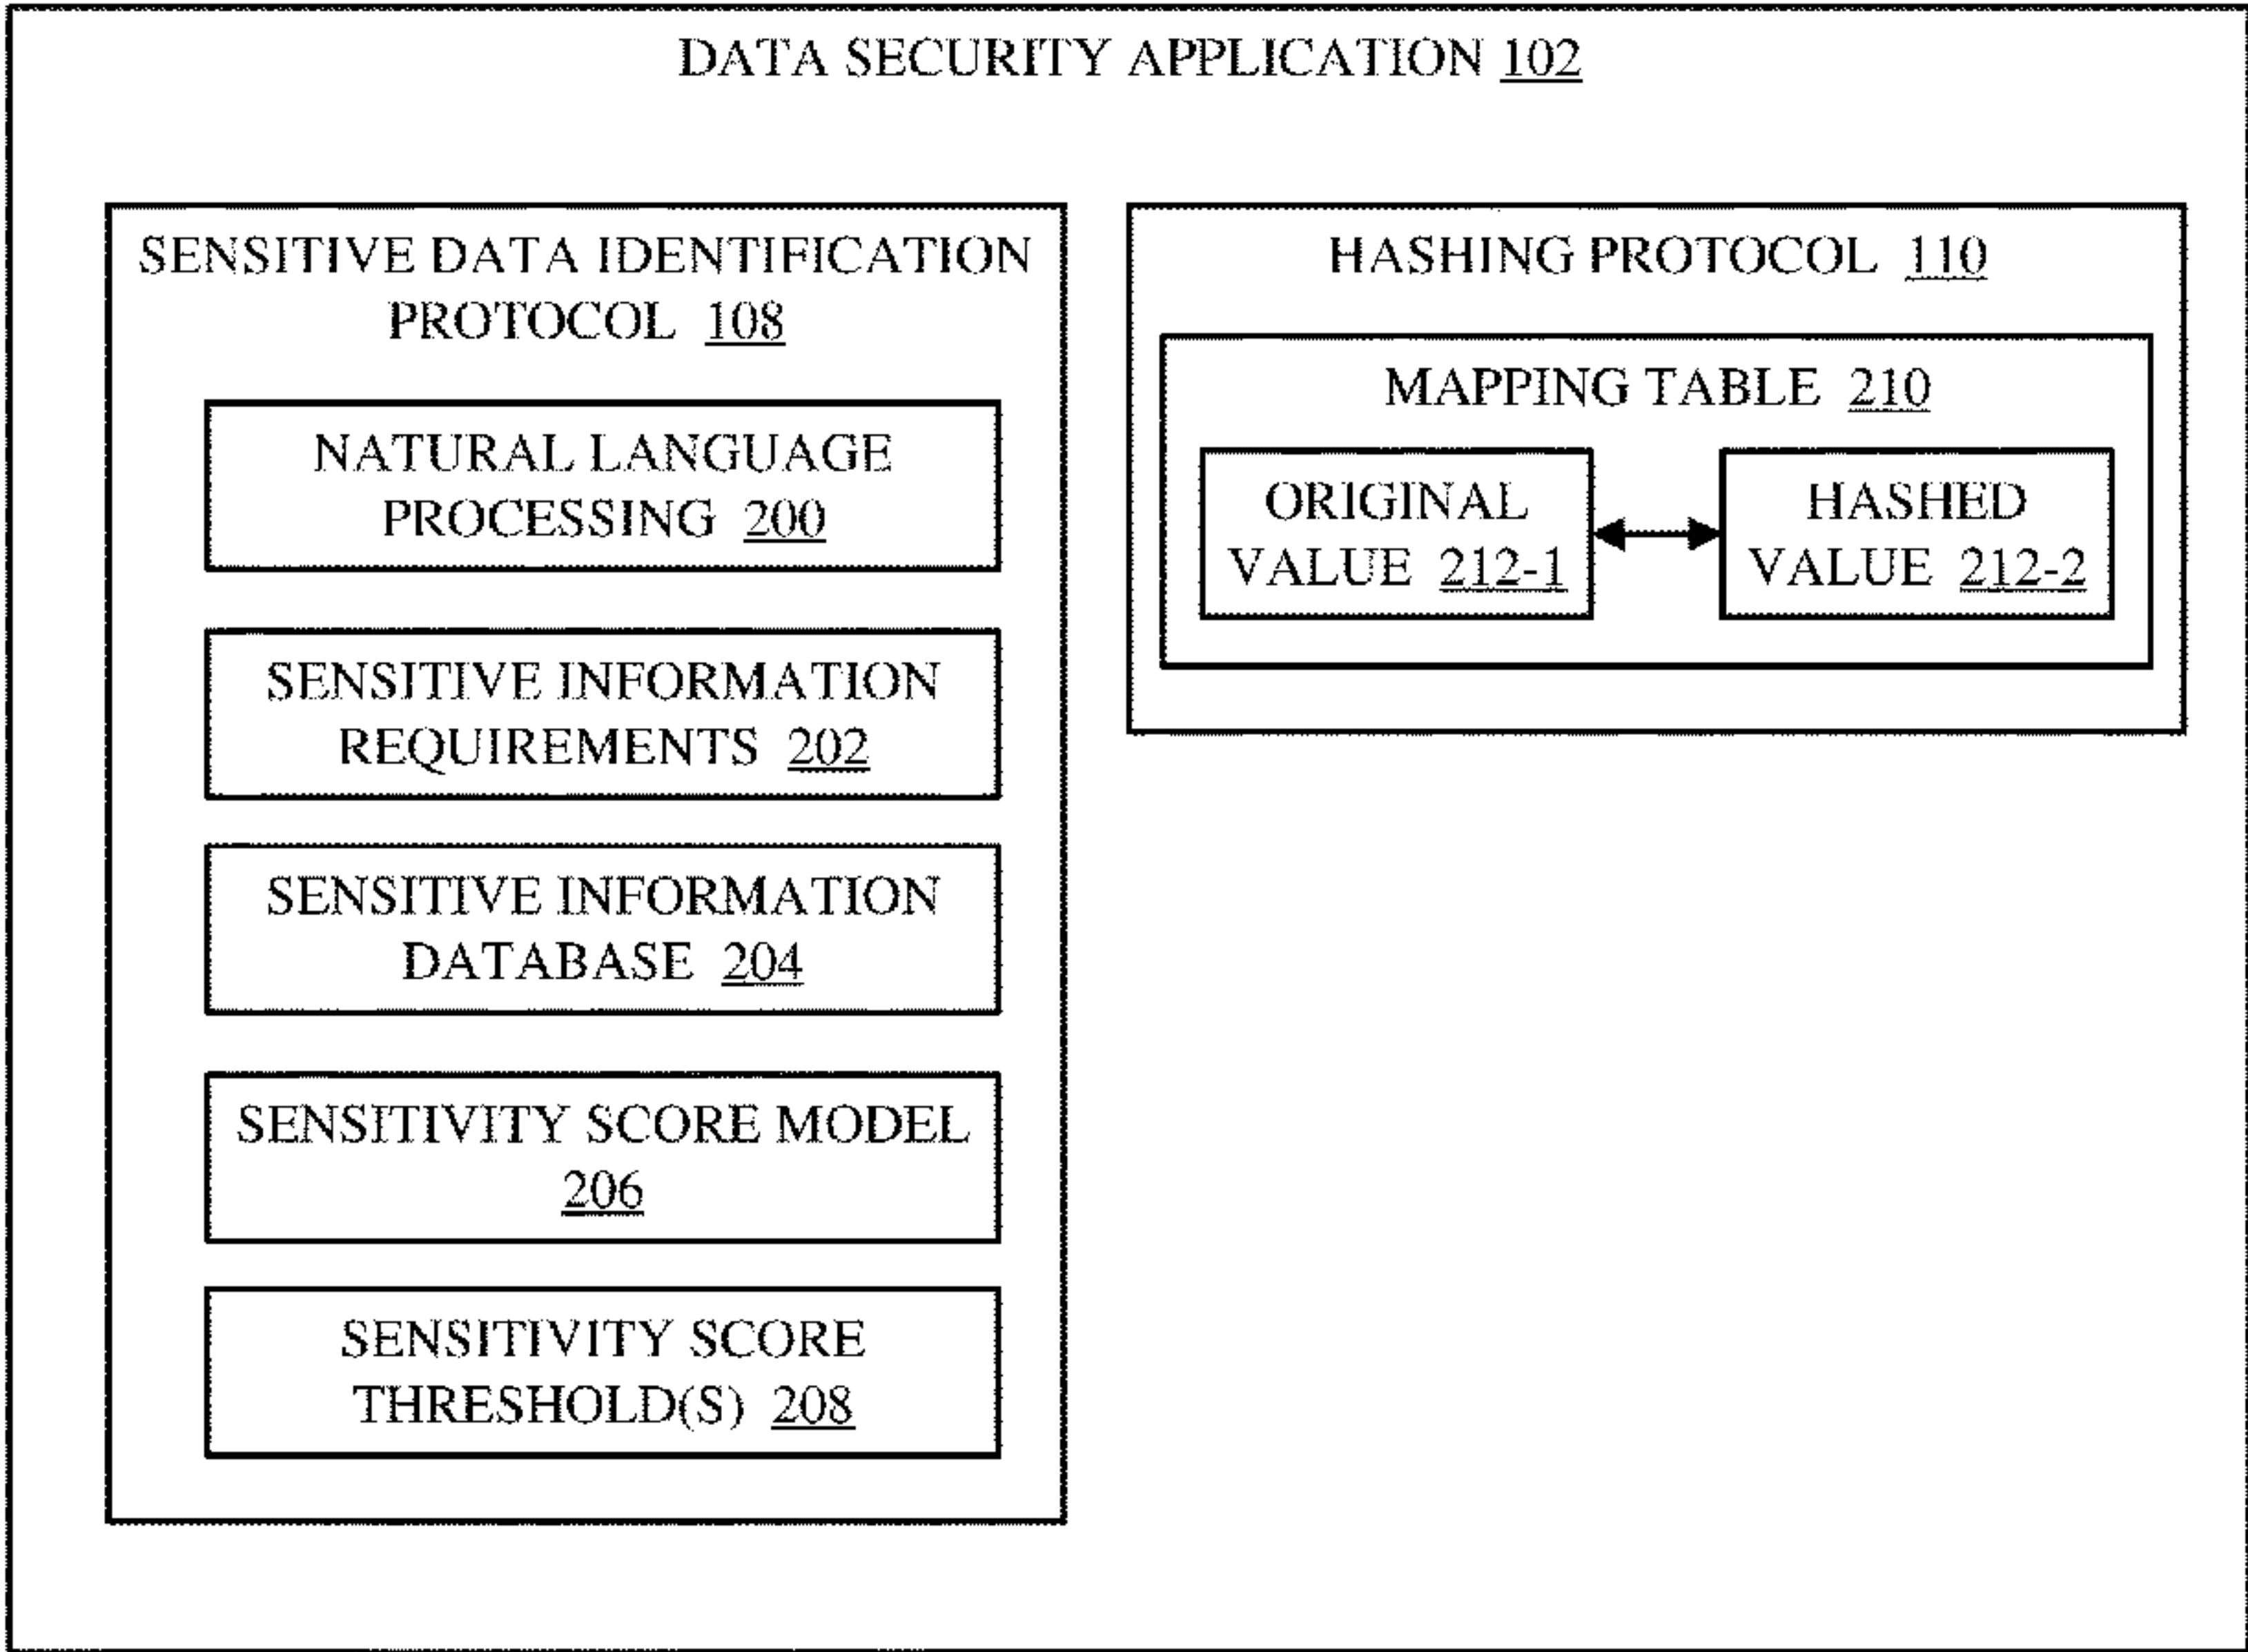 DATA SECURITY APPLICATION 102
SENSITIVE DATA IDENTIFICATION
PROTOCOL 108
NATURAL LANGUAGE
PROCESSING 200
SENSITIVE INFORMATION
REQUIREMENTS 202
SENSITIVE INFORMATION
DATABASE 204
SENSITIVITY SCORE MODEL
206
SENSITIVITY SCORE
THRESHOLD(S) 208
HASHING PROTOCOL 110
MAPPING TABLE 210
ORIGINAL
VALUE 212-1
HASHED
VALUE 212-2